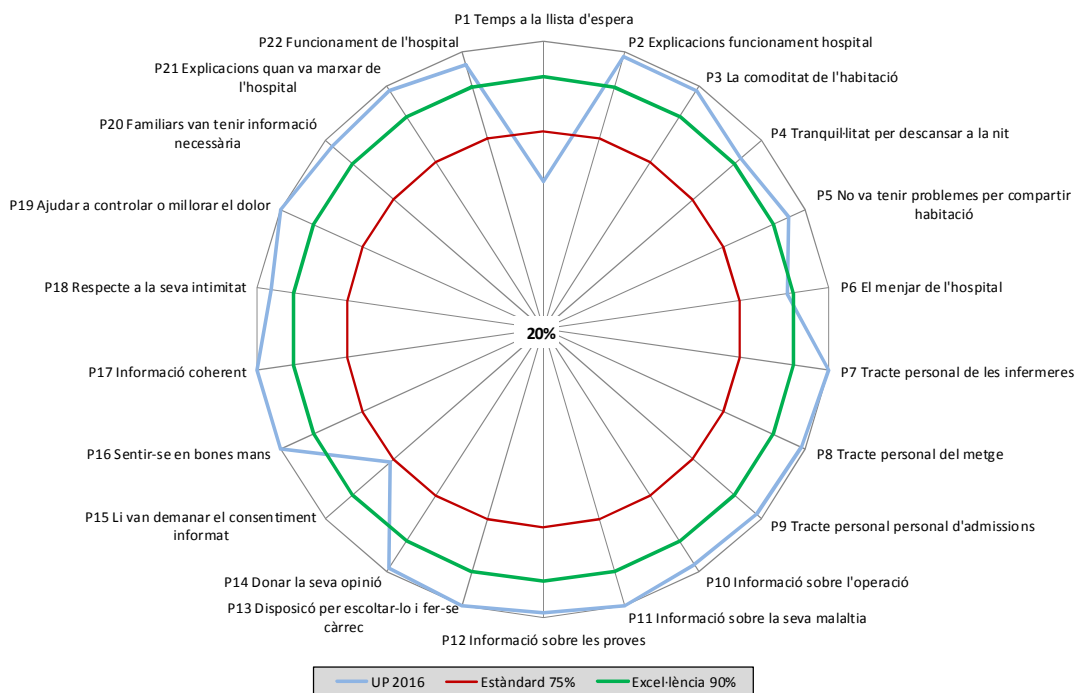 P1 Temps a la llista d'espera
P2 Explicacions funcionament hospital
P3 La comoditat de l'habitació
P4 Tranquil·litat per descansar a la nit
P5 No va tenir problemes per compartir
habitació
P6 El menjar de l'hospital
P7 Tracte personal de les infermeres
P8 Tracte personal del metge
P9 Tracte personal personal d'admissions
P10 Informació sobre l'operació
P11 Informació sobre la seva malaltia
P12 Informació sobre les proves
P13 Disposicó per escoltar-lo i fer-se
càrrec
P14 Donar la seva opinió
P15 Li van demanar el consentiment
informat
P16 Sentir-se en bones mans
P17 Informació coherent
P18 Respecte a la seva intimitat
P19 Ajudar a controlar o millorar el dolor
P20 Familiars van tenir informació
necessària
P21 Explicacions quan va marxar de
l'hospital
P22 Funcionament de l'hospital
20%
UP 2016
Estàndard 75%
Excel·lència 90%